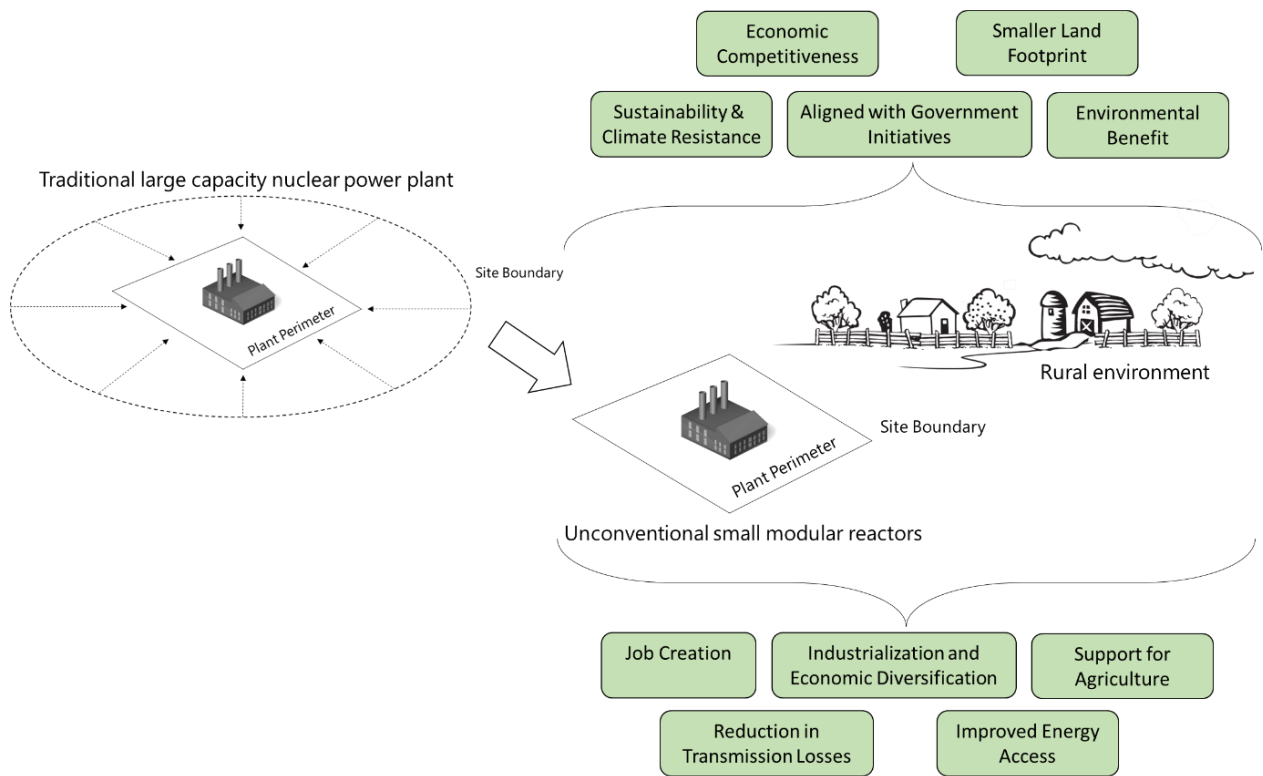 Economic
Competitiveness
Smaller Land
Footprint
Sustainability &
Climate Resistance
Aligned with Government
Initiatives
Environmental
Benefit
Traditional large capacity nuclear power plant
Site Boundary
Plant Perimeter
Rural environment
Site Boundary
Plant Perimeter
Unconventional small modular reactors
Job Creation
Industrialization and
Economic Diversification
Support for
Agriculture
Reduction in
Transmission Losses
Improved Energy
Access